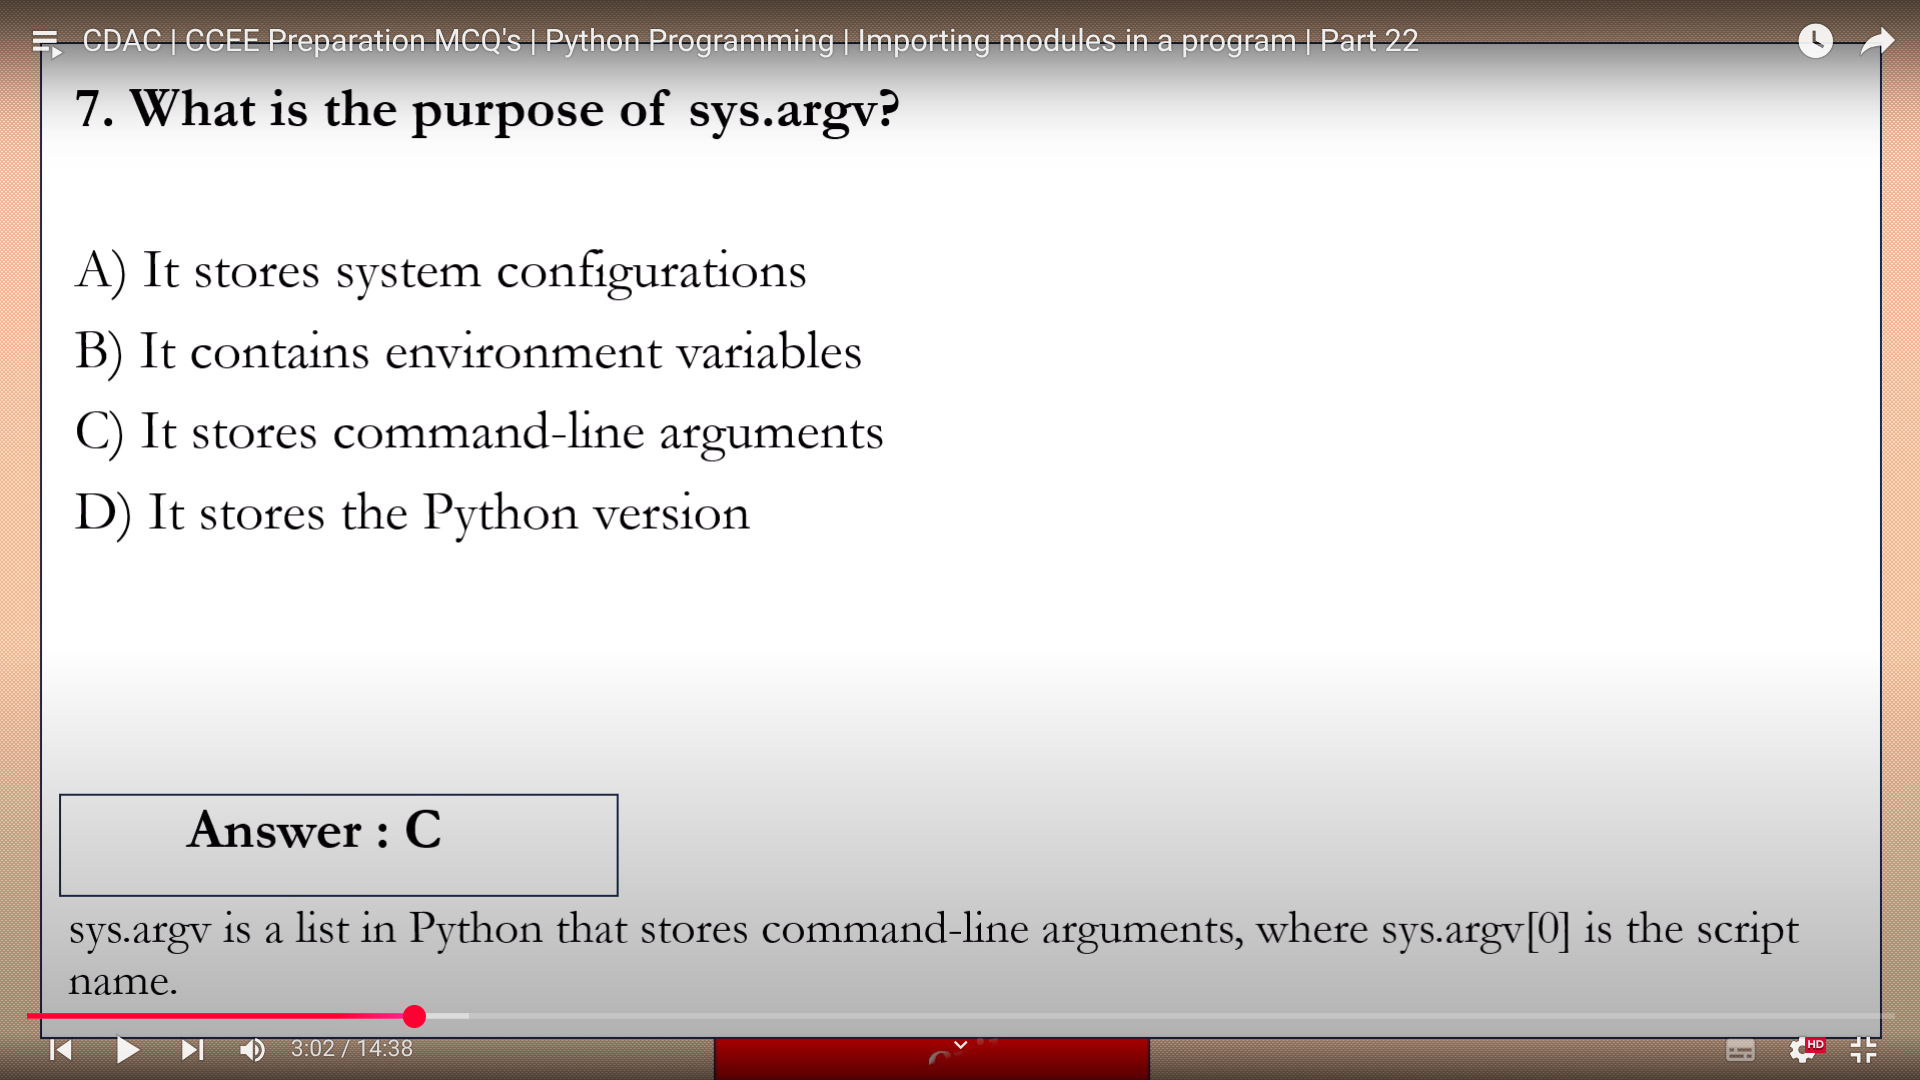 CDAC | CCEE Preparation MCQ's | Python Programming | Importing modules in a program | Part 22
7. What is the purpose of sys.argv?
A) It stores system configurations
B) It contains environment variables
C) It stores command-line arguments
D) It stores the Python version
Answer : C
sys.argv is a list in Python that stores command-line arguments, where sys.argv[0] is the script
name.
3:02 / 14:38
HD